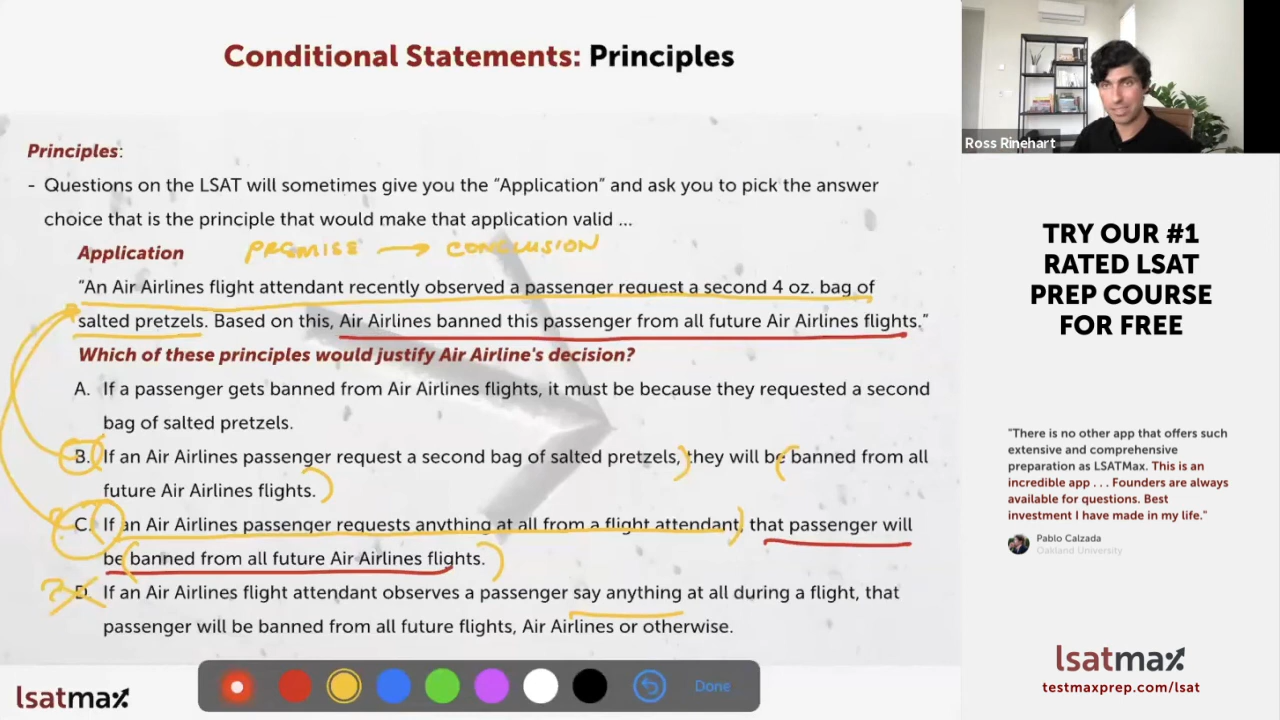 Conditional Statements: Principles
Ross Rinehart
Principles:
- Questions on the LSAT will sometimes give you the “Application” and ask you to pick the answer
choice that is the principle that would make that application valid ...
Application PREMISE → CONCLUSION
“An Air Airlines flight attendant recently observed a passenger request a second 4 oz. bag of
salted pretzels. Based on this, Air Airlines banned this passenger from all future Air Airlines flights.”
Which of these principles would justify Air Airline's decision?
A. If a passenger gets banned from Air Airlines flights, it must be because they requested a second
bag of salted pretzels.
B. If an Air Airlines passenger request a second bag of salted pretzels, they will be banned from all
future Air Airlines flights.
C. If an Air Airlines passenger requests anything at all from a flight attendant, that passenger will
be banned from all future Air Airlines flights.
D. If an Air Airlines flight attendant observes a passenger say anything at all during a flight, that
passenger will be banned from all future flights, Air Airlines or otherwise.
Done
lsatmax
TRY OUR #1
RATED LSAT
PREP COURSE
FOR FREE
"There is no other app that offers such
extensive and comprehensive
preparation as LSATMax. This is an
incredible app . . . Founders are always
available for questions. Best
investment I have made in my life."
Pablo Calzada
Oakland University
lsatmax
testmaxprep.com/lsat